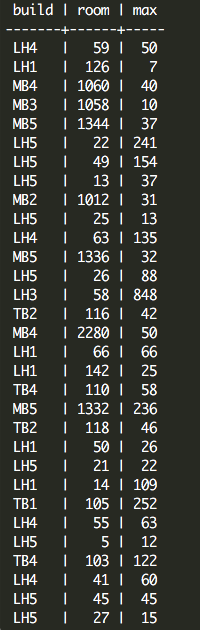 build | room | max
-------+------+-----
LH4 | 59 | 50
LH1 | 126 | 7
MB4 | 1060 | 40
MB3 | 1058 | 10
MB5 | 1344 | 37
LH5 | 22 | 241
LH5 | 49 | 154
LH5 | 13 | 37
MB2 | 1012 | 31
LH5 | 25 | 13
LH4 | 63 | 135
MB5 | 1336 | 32
LH5 | 26 | 88
LH3 | 58 | 848
TB2 | 116 | 42
MB4 | 2280 | 50
LH1 | 66 | 66
LH1 | 142 | 25
TB4 | 110 | 58
MB5 | 1332 | 236
TB2 | 118 | 46
LH1 | 50 | 26
LH5 | 21 | 22
LH1 | 14 | 109
TB1 | 105 | 252
LH4 | 55 | 63
LH5 | 5 | 12
TB4 | 103 | 122
LH4 | 41 | 60
LH5 | 45 | 45
LH5 | 27 | 15